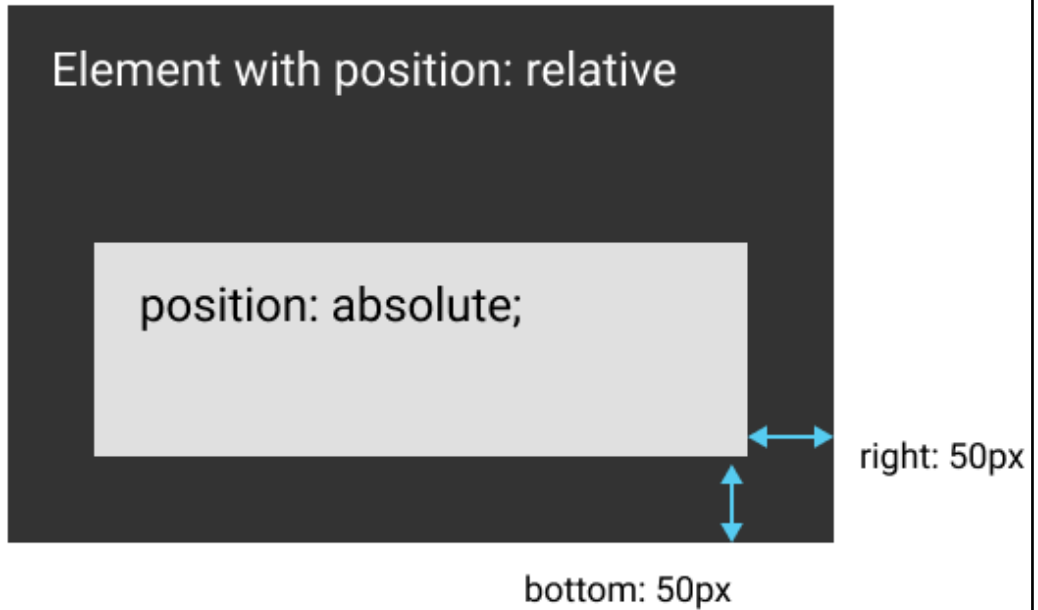 Element with position: relative
position: absolute;
right: 50px
bottom: 50px